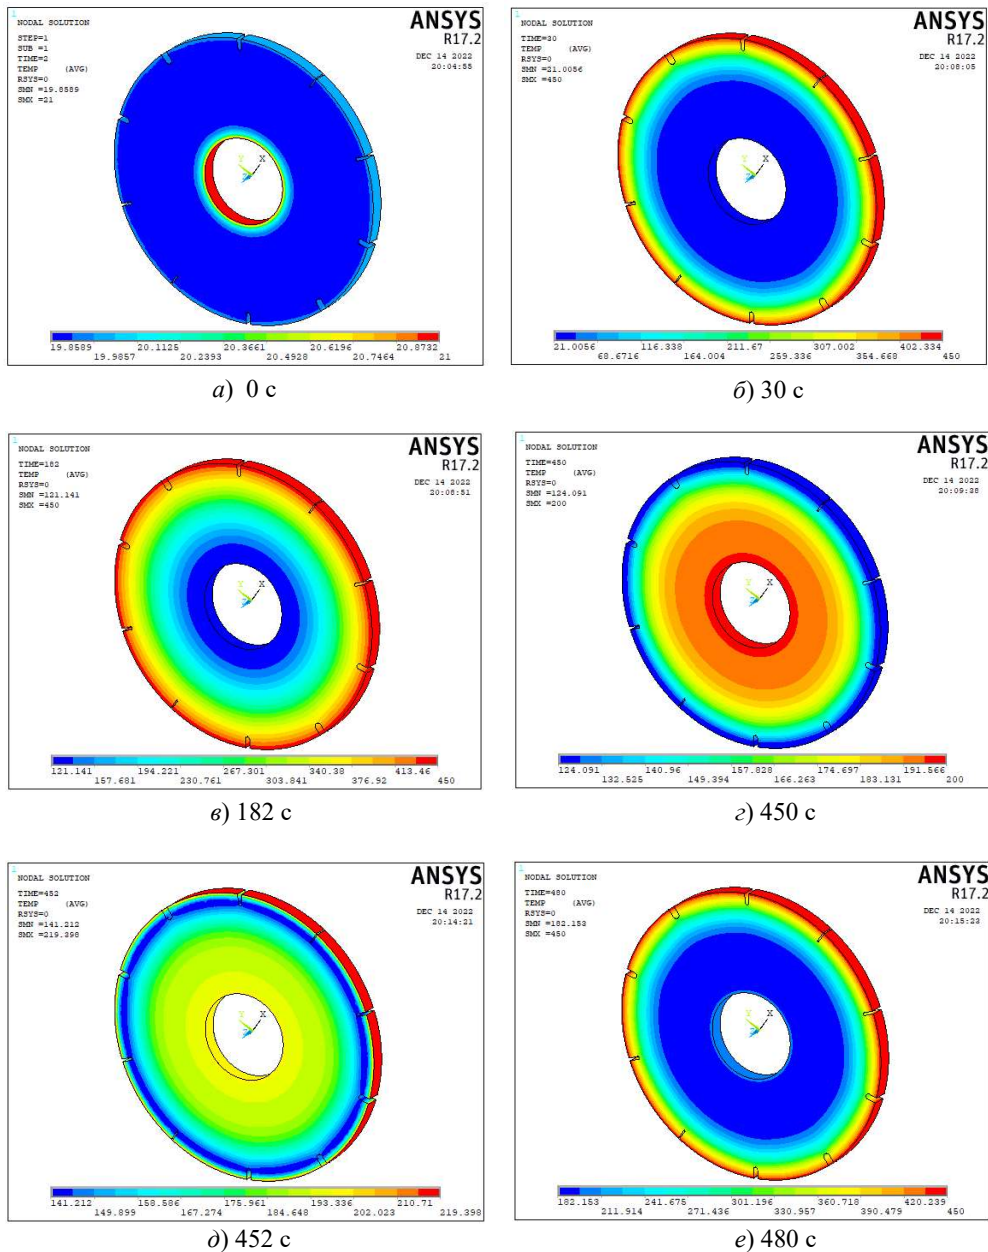 1
NODAL SOLUTION
STEP=1
SUB =1
TIME=2
TEMP (AVG)
RSYS=0
SMN =19.8589
SMX =21
ANSYS
R17.2
DEC 14 2022
20:04:55
Y
X
Z
19.8589 20.1125 20.3661 20.6196 20.8732
19.9857 20.2393 20.4928 20.7464 21
а) 0 с
1
NODAL SOLUTION
TIME=30
TEMP (AVG)
RSYS=0
SMN =21.0056
SMX =450
ANSYS
R17.2
DEC 14 2022
20:08:05
Y
X
Z
21.0056 116.338 211.67 307.002 402.334
68.6716 164.004 259.336 354.668 450
б) 30 с
1
NODAL SOLUTION
TIME=182
TEMP (AVG)
RSYS=0
SMN =121.141
SMX =450
ANSYS
R17.2
DEC 14 2022
20:08:51
Y
X
Z
121.141 194.221 267.301 340.38 413.46
157.681 230.761 303.841 376.92 450
в) 182 с
1
NODAL SOLUTION
TIME=450
TEMP (AVG)
RSYS=0
SMN =124.091
SMX =200
ANSYS
R17.2
DEC 14 2022
20:09:38
Y
X
Z
124.091 140.96 157.828 174.697 191.566
132.525 149.394 166.263 183.131 200
г) 450 с
1
NODAL SOLUTION
TIME=452
TEMP (AVG)
RSYS=0
SMN =141.212
SMX =219.398
ANSYS
R17.2
DEC 14 2022
20:14:21
Y
X
Z
141.212 158.586 175.961 193.336 210.71
149.899 167.274 184.648 202.023 219.398
д) 452 с
1
NODAL SOLUTION
TIME=480
TEMP (AVG)
RSYS=0
SMN =182.153
SMX =450
ANSYS
R17.2
DEC 14 2022
20:15:23
Y
X
Z
182.153 241.675 301.196 360.718 420.239
211.914 271.436 330.957 390.479 450
е) 480 с